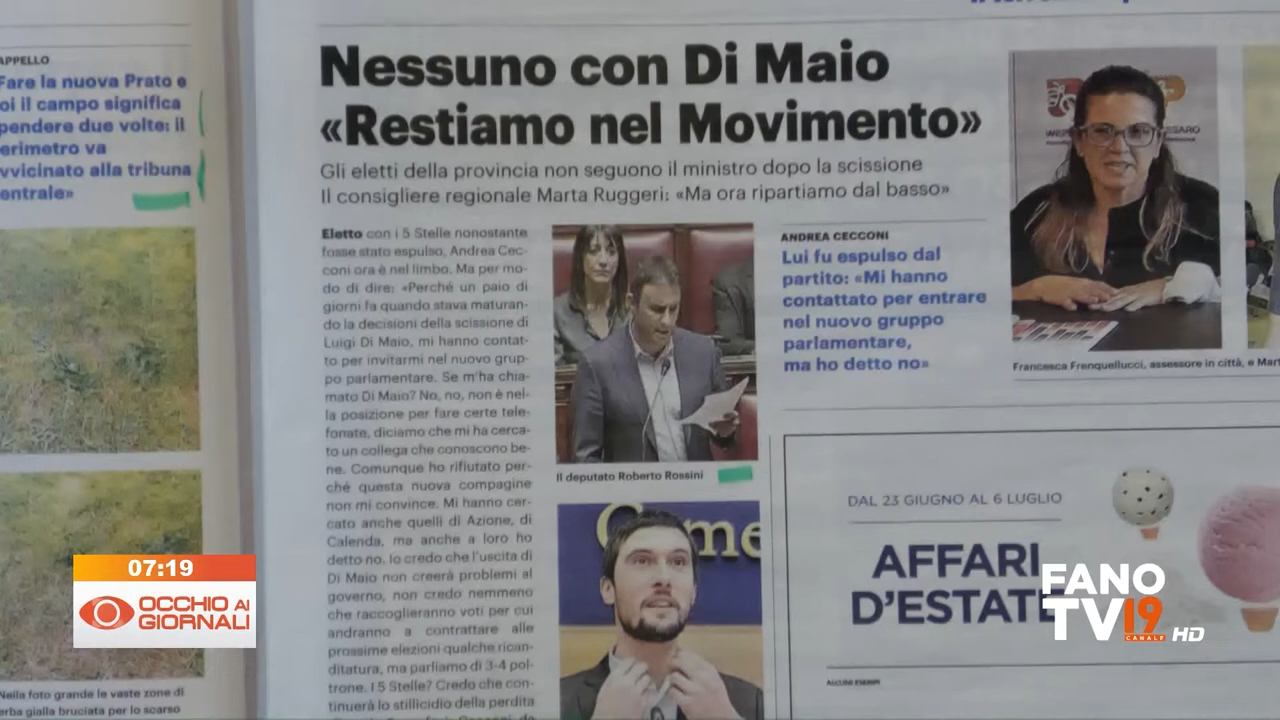 APPELLO
Fare la nuova Prato e
oi il campo significa
pendere due volte: il
erimetro va
vvicinato alla tribuna
entrale»
Nella foto grande le vaste zone di
erba gialla bruciata per lo scarso
Nessuno con Di Maio
«Restiamo nel Movimento»
Gli eletti della provincia non seguono il ministro dopo la scissione
Il consigliere regionale Marta Ruggeri: «Ma ora ripartiamo dal basso»
Eletto con i 5 Stelle nonostante
fosse stato espulso, Andrea Cec-
coni ora è nel limbo. Ma per mo-
do di dire: «Perché un paio di
giorni fa quando stava maturan-
do la decisioni della scissione di
Luigi Di Maio, mi hanno contat-
to per invitarmi nel nuovo grup-
po parlamentare. Se m'ha chia-
mato Di Maio? No, no, non è nel-
la posizione per fare certe tele-
fonate, diciamo che mi ha cerca-
to un collega che conoscono be-
ne. Comunque ho rifiutato per-
ché questa nuova compagine
non mi convince. Mi hanno cer-
cato anche quelli di Azione, di
Calenda, ma anche a loro ho
detto no. Io credo che l'uscita di
Di Maio non creerà problemi al
governo, non credo nemmeno
che raccoglieranno voti per cui
andranno a contrattare alle
prossime elezioni qualche rican-
ditatura, ma parliamo di 3-4 pol-
trone. I 5 Stelle? Credo che con-
tinuerà lo stillicidio della perdita
Il deputato Roberto Rossini
ANDREA CECCONI
Lui fu espulso dal
partito: «Mi hanno
contattato per entrare
nel nuovo gruppo
parlamentare,
ma ho detto no»
Francesca Frenquellucci, assessore in città, e Mart
DAL 23 GIUGNO AL 6 LUGLIO
AFFARI
D'ESTATE
ALCUNI ESEMPI
07:19
OCCHIO AI
GIORNALI
FANO
TV19
CANALE HD